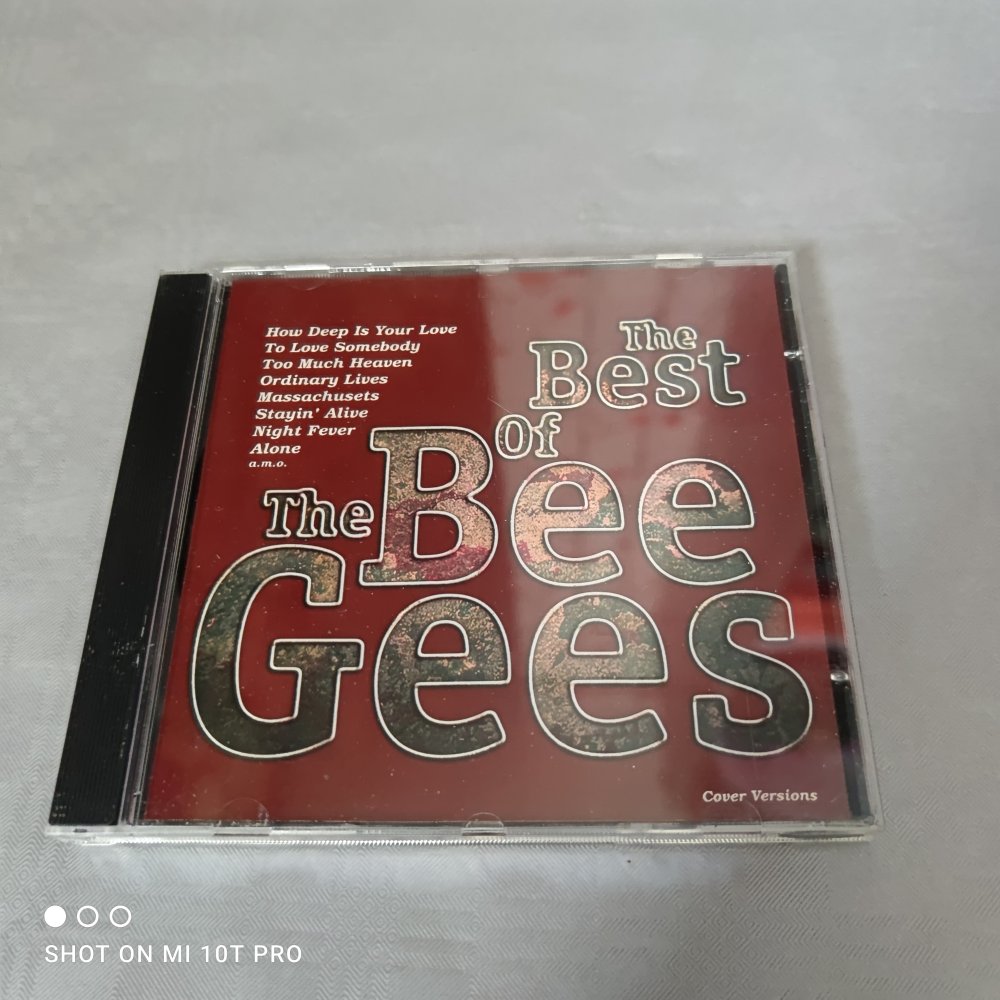 How Deep Is Your Love
To Love Somebody
Too Much Heaven
Ordinary Lives
Massachusets
Stayin' Alive
Night Fever
Alone
a.m.o.
The
Best
Of
The Bee
Gees
Cover Versions
SHOT ON MI 10T PRO